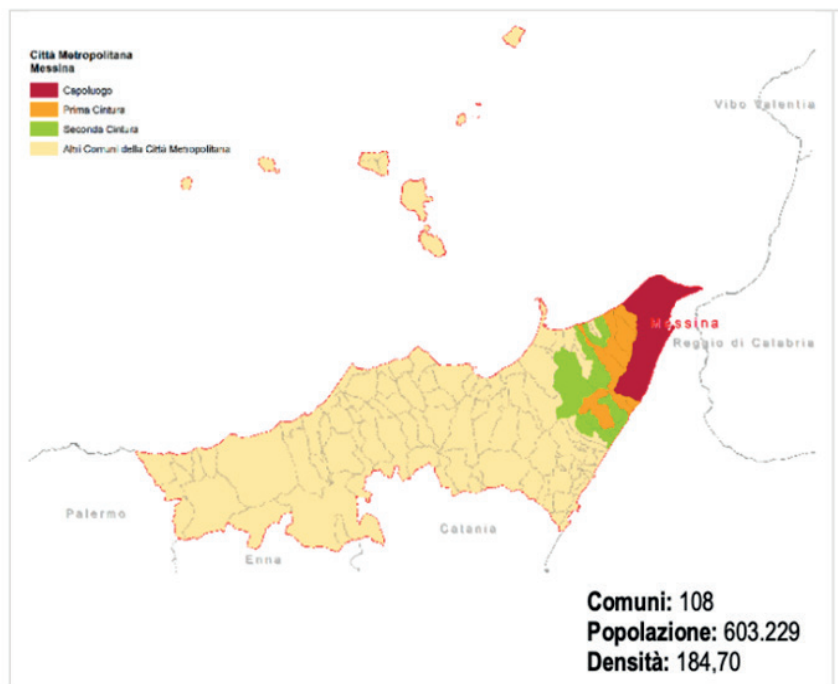 Città Metropolitana
Messina
Capoluogo
Prima Cintura
Seconda Cintura
Altri Comuni della Città Metropolitana
Vibo Valentia
Messina
Reggio di Calabria
Palermo
Catania
Enna
Comuni: 108
Popolazione: 603.229
Densità: 184,70